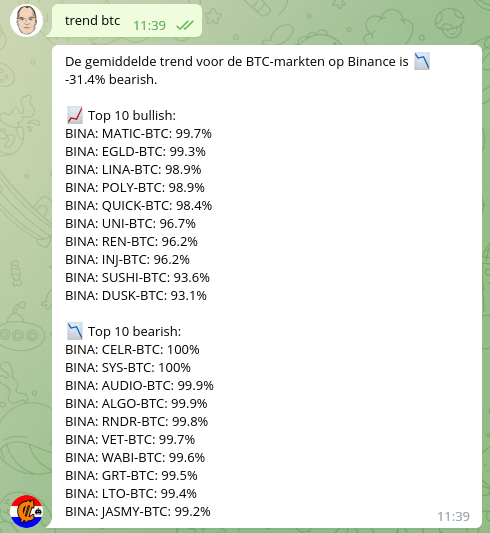 trend btc
11:39
De gemiddelde trend voor de BTC-markten op Binance is 📉
-31.4% bearish.
📈 Top 10 bullish:
BINA: MATIC-BTC: 99.7%
BINA: EGLD-BTC: 99.3%
BINA: LINA-BTC: 98.9%
BINA: POLY-BTC: 98.9%
BINA: QUICK-BTC: 98.4%
BINA: UNI-BTC: 96.7%
BINA: REN-BTC: 96.2%
BINA: INJ-BTC: 96.2%
BINA: SUSHI-BTC: 93.6%
BINA: DUSK-BTC: 93.1%
📉 Top 10 bearish:
BINA: CELR-BTC: 100%
BINA: SYS-BTC: 100%
BINA: AUDIO-BTC: 99.9%
BINA: ALGO-BTC: 99.9%
BINA: RNDR-BTC: 99.8%
BINA: VET-BTC: 99.7%
BINA: WABI-BTC: 99.6%
BINA: GRT-BTC: 99.5%
BINA: LTO-BTC: 99.4%
BINA: JASMY-BTC: 99.2%
11:39